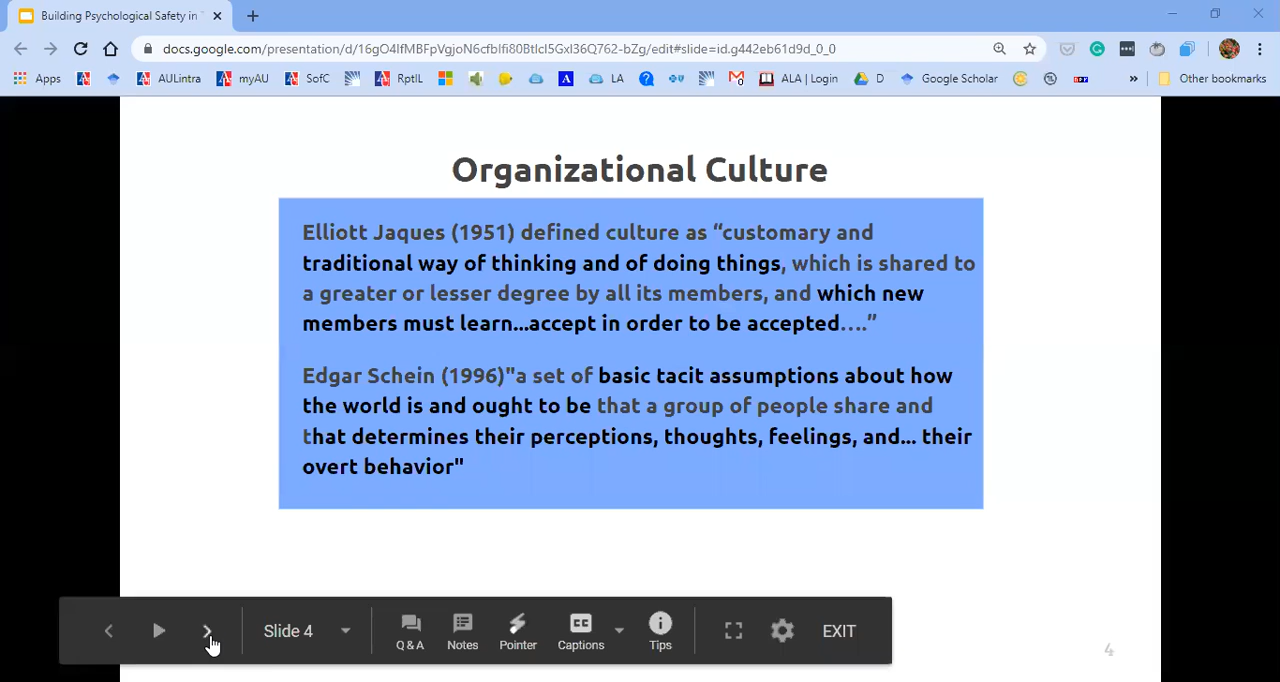 Building Psychological Safety in
docs.google.com/presentation/d/16gO4lfMBFpVgjoN6cfbIfi80BtIcI5GxI36Q762-bZg/edit#slide=id.g442eb61d9d_0_0
Apps AULintra myAU SofC RptIL A LA ALA | Login D Google Scholar » Other bookmarks
Organizational Culture
Elliott Jaques (1951) defined culture as “customary and
traditional way of thinking and of doing things, which is shared to
a greater or lesser degree by all its members, and which new
members must learn...accept in order to be accepted….”
Edgar Schein (1996)"a set of basic tacit assumptions about how
the world is and ought to be that a group of people share and
that determines their perceptions, thoughts, feelings, and... their
overt behavior"
Slide 4 Q & A Notes Pointer CC Captions Tips EXIT
4